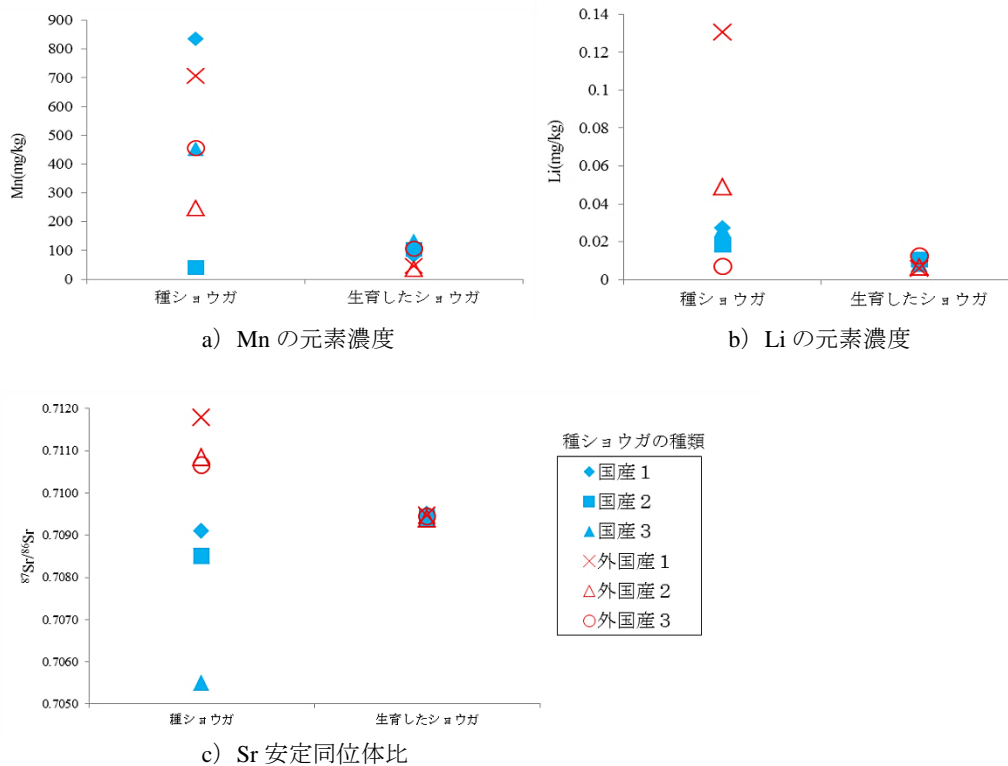 900
800
700
600
500
400
300
200
100
0
Mn(mg/kg)
種ショウガ
生育したショウガ
a）Mn の元素濃度
0.14
0.12
0.10
0.08
0.06
0.04
0.02
0
Li(mg/kg)
種ショウガ
生育したショウガ
b）Li の元素濃度
0.7120
0.7110
0.7100
0.7090
0.7080
0.7070
0.7060
0.7050
⁸⁷Sr/⁸⁶Sr
種ショウガ
生育したショウガ
c）Sr 安定同位体比
種ショウガの種類
国産１
国産２
国産３
外国産１
外国産２
外国産３